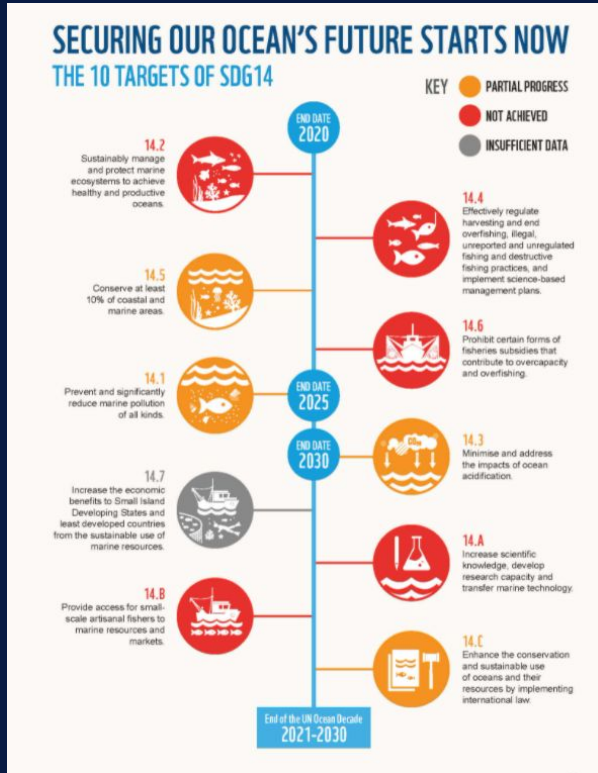 SECURING OUR OCEAN'S FUTURE STARTS NOW
THE 10 TARGETS OF SDG14
KEY
PARTIAL PROGRESS
NOT ACHIEVED
INSUFFICIENT DATA
END DATE
2020
14.2
Sustainably manage
and protect marine
ecosystems to achieve
healthy and productive
oceans.
14.4
Effectively regulate
harvesting and end
overfishing, illegal,
unreported and unregulated
fishing and destructive
fishing practices, and
implement science-based
management plans.
14.5
Conserve at least
10% of coastal and
marine areas.
14.6
Prohibit certain forms of
fisheries subsidies that
contribute to overcapacity
and overfishing.
14.1
Prevent and significantly
reduce marine pollution
of all kinds.
END DATE
2025
END DATE
2030
14.3
Minimise and address
the impacts of ocean
acidification.
14.7
Increase the economic
benefits to Small Island
Developing States and
least developed countries
from the sustainable use of
marine resources.
14.A
Increase scientific
knowledge, develop
research capacity and
transfer marine technology.
14.B
Provide access for small-
scale artisanal fishers to
marine resources and
markets.
14.C
Enhance the conservation
and sustainable use
of oceans and their
resources by implementing
international law.
End of the UN Ocean Decade
2021-2030